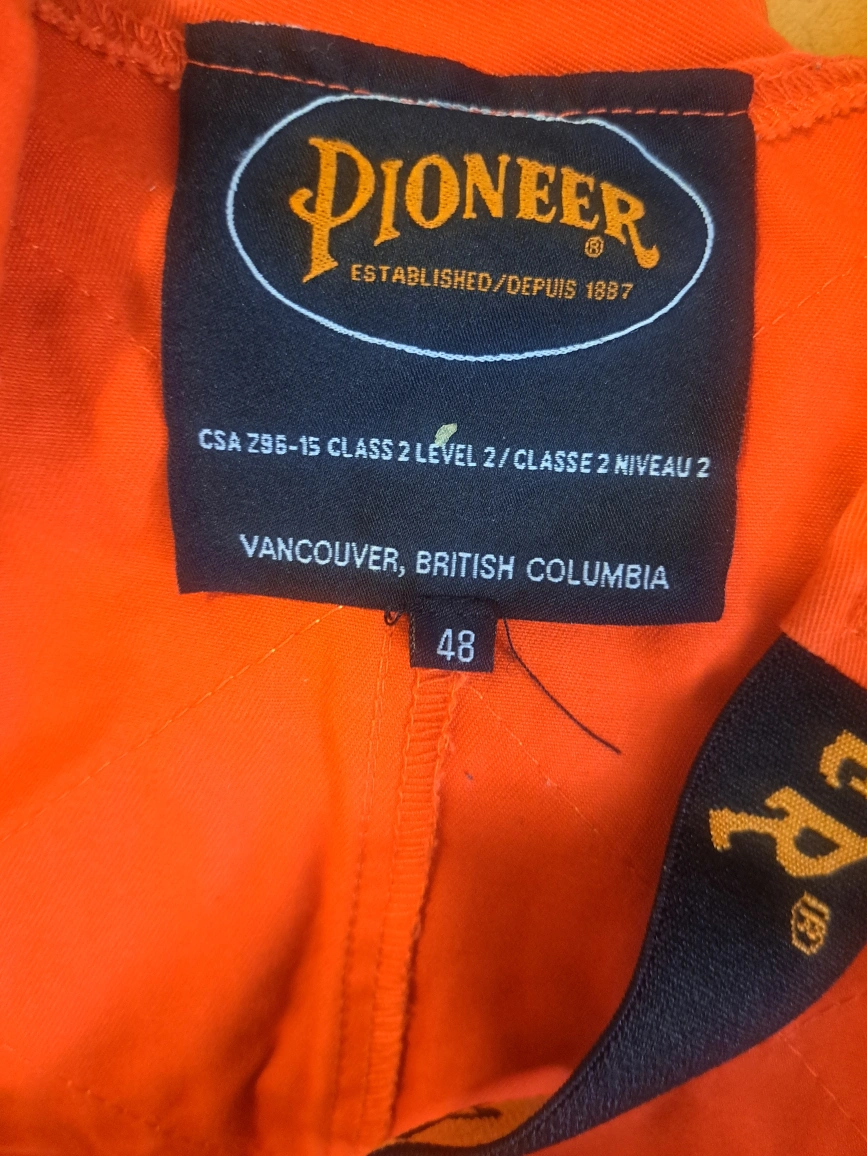 PIONEER
®
ESTABLISHED/DEPUIS 1887
CSA Z96-15 CLASS 2 LEVEL 2/CLASSE 2 NIVEAU 2
VANCOUVER, BRITISH COLUMBIA
48
ER
®